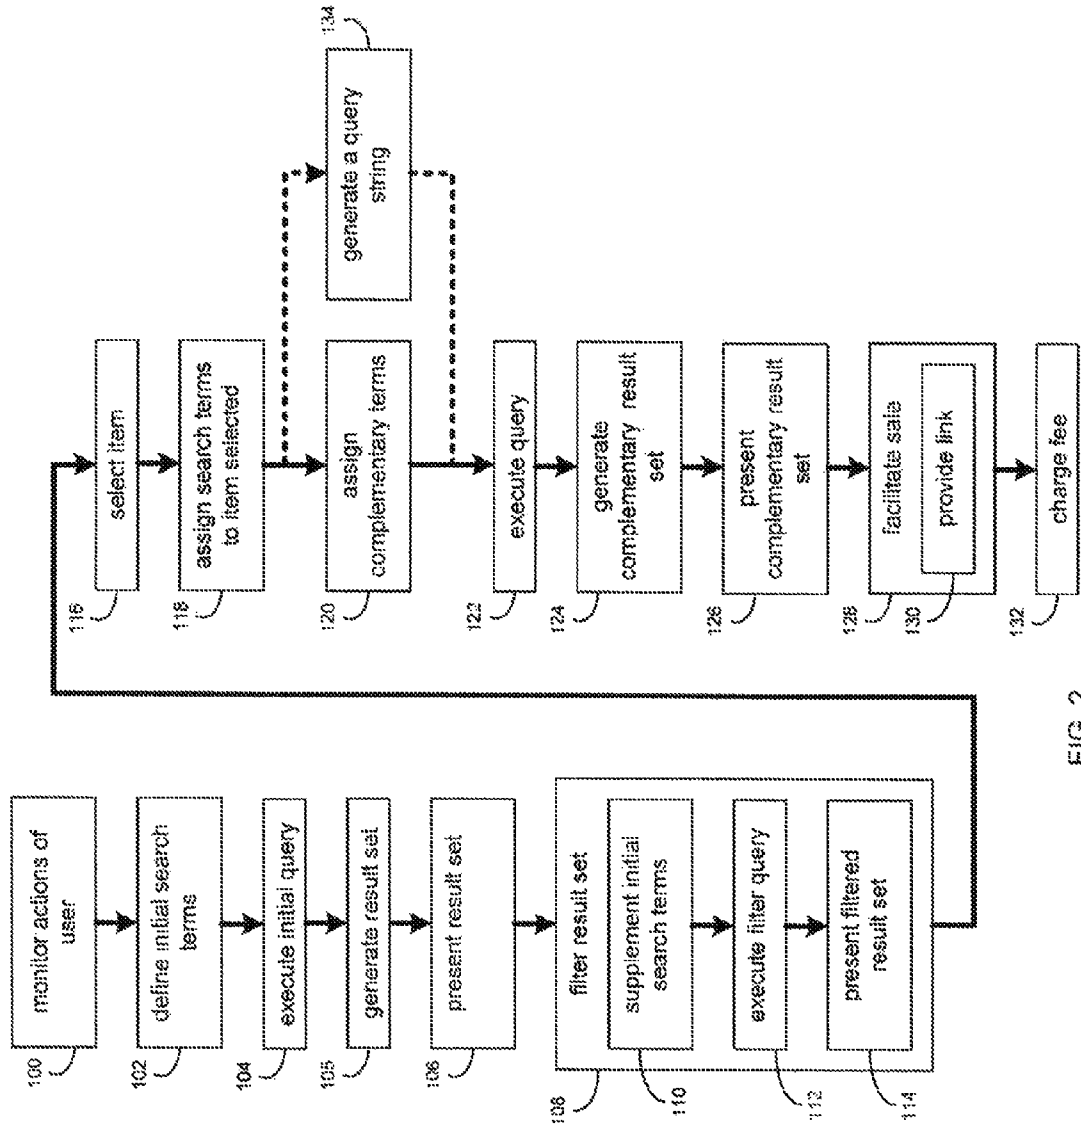 monitor actions of
user
100
define initial search
terms
102
execute initial query
104
generate result set
105
present result set
106
filter result set
108
supplement initial
search terms
110
execute filter query
112
present filtered
result set
114
select item
116
assign search terms
to item selected
118
assign
complementary terms
120
generate a query
string
134
execute query
122
generate
complementary result
set
124
present
complementary result
set
126
facilitate sale
128
provide link
130
charge fee
132
FIG. 2